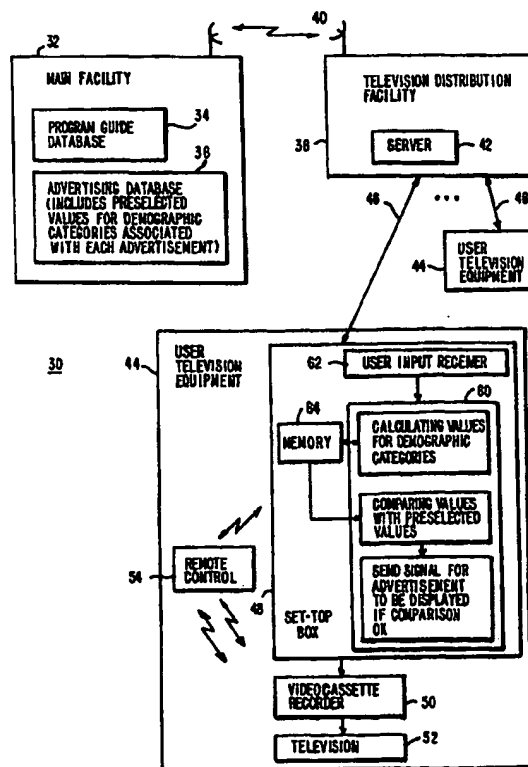 32
40
MAIN FACILITY
PROGRAM GUIDE
DATABASE
34
36
ADVERTISING DATABASE
(INCLUDES PRESELECTED
VALUES FOR DEMOGRAPHIC
CATEGORIES ASSOCIATED
WITH EACH ADVERTISEMENT)
TELEVISION DISTRIBUTION
FACILITY
38
SERVER
42
46
...
46
44
USER
TELEVISION
EQUIPMENT
30
44
USER
TELEVISION
EQUIPMENT
62
USER INPUT RECEIVER
60
64
MEMORY
CALCULATING VALUES
FOR DEMOGRAPHIC
CATEGORIES
COMPARING VALUES
WITH PRESELECTED
VALUES
SEND SIGNAL FOR
ADVERTISEMENT
TO BE DISPLAYED
IF COMPARISON
OK
REMOTE
CONTROL
54
48
SET-TOP
BOX
VIDEOCASSETTE
RECORDER
50
TELEVISION
52